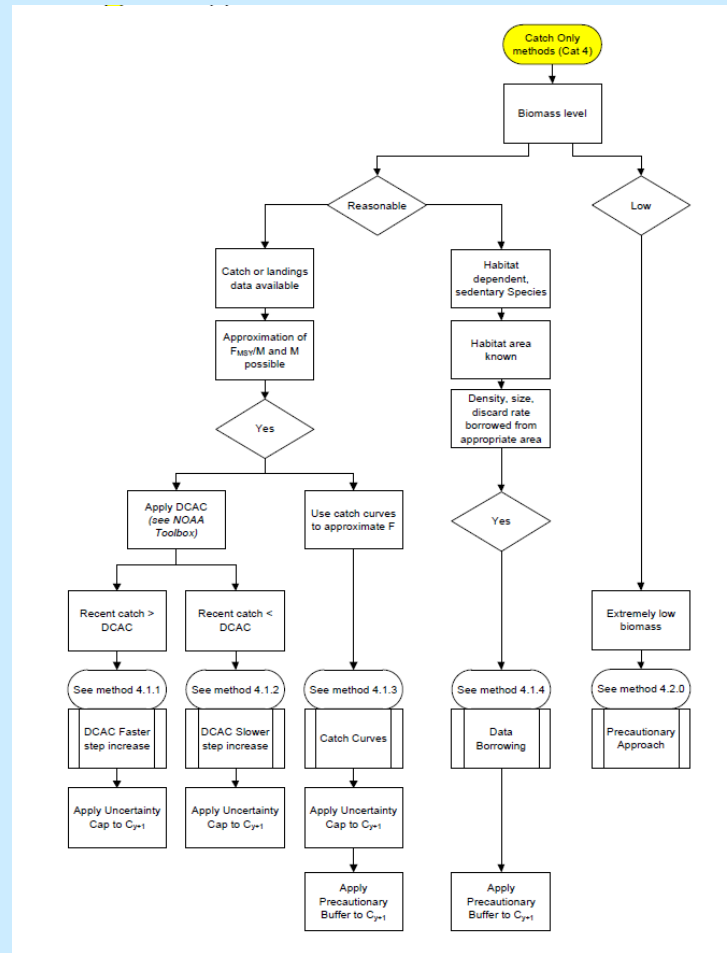 Catch Only
methods (Cat 4)
Biomass level
Reasonable
Low
Catch or landings
data available
Habitat
dependent,
sedentary Species
Approximation of
FMSY/M and M
possible
Habitat area
known
Density, size,
discard rate
borrowed from
appropriate area
Yes
Yes
Apply DCAC
(see NOAA
Toolbox)
Use catch curves
to approximate F
Recent catch >
DCAC
Recent catch <
DCAC
Extremely low
biomass
See method 4.1.1
See method 4.1.2
See method 4.1.3
See method 4.1.4
See method 4.2.0
DCAC Faster
step increase
DCAC Slower
step increase
Catch Curves
Data
Borrowing
Precautionary
Approach
Apply Uncertainty
Cap to Cy+1
Apply Uncertainty
Cap to Cy+1
Apply Uncertainty
Cap to Cy+1
Apply
Precautionary
Buffer to Cy+1
Apply
Precautionary
Buffer to Cy+1